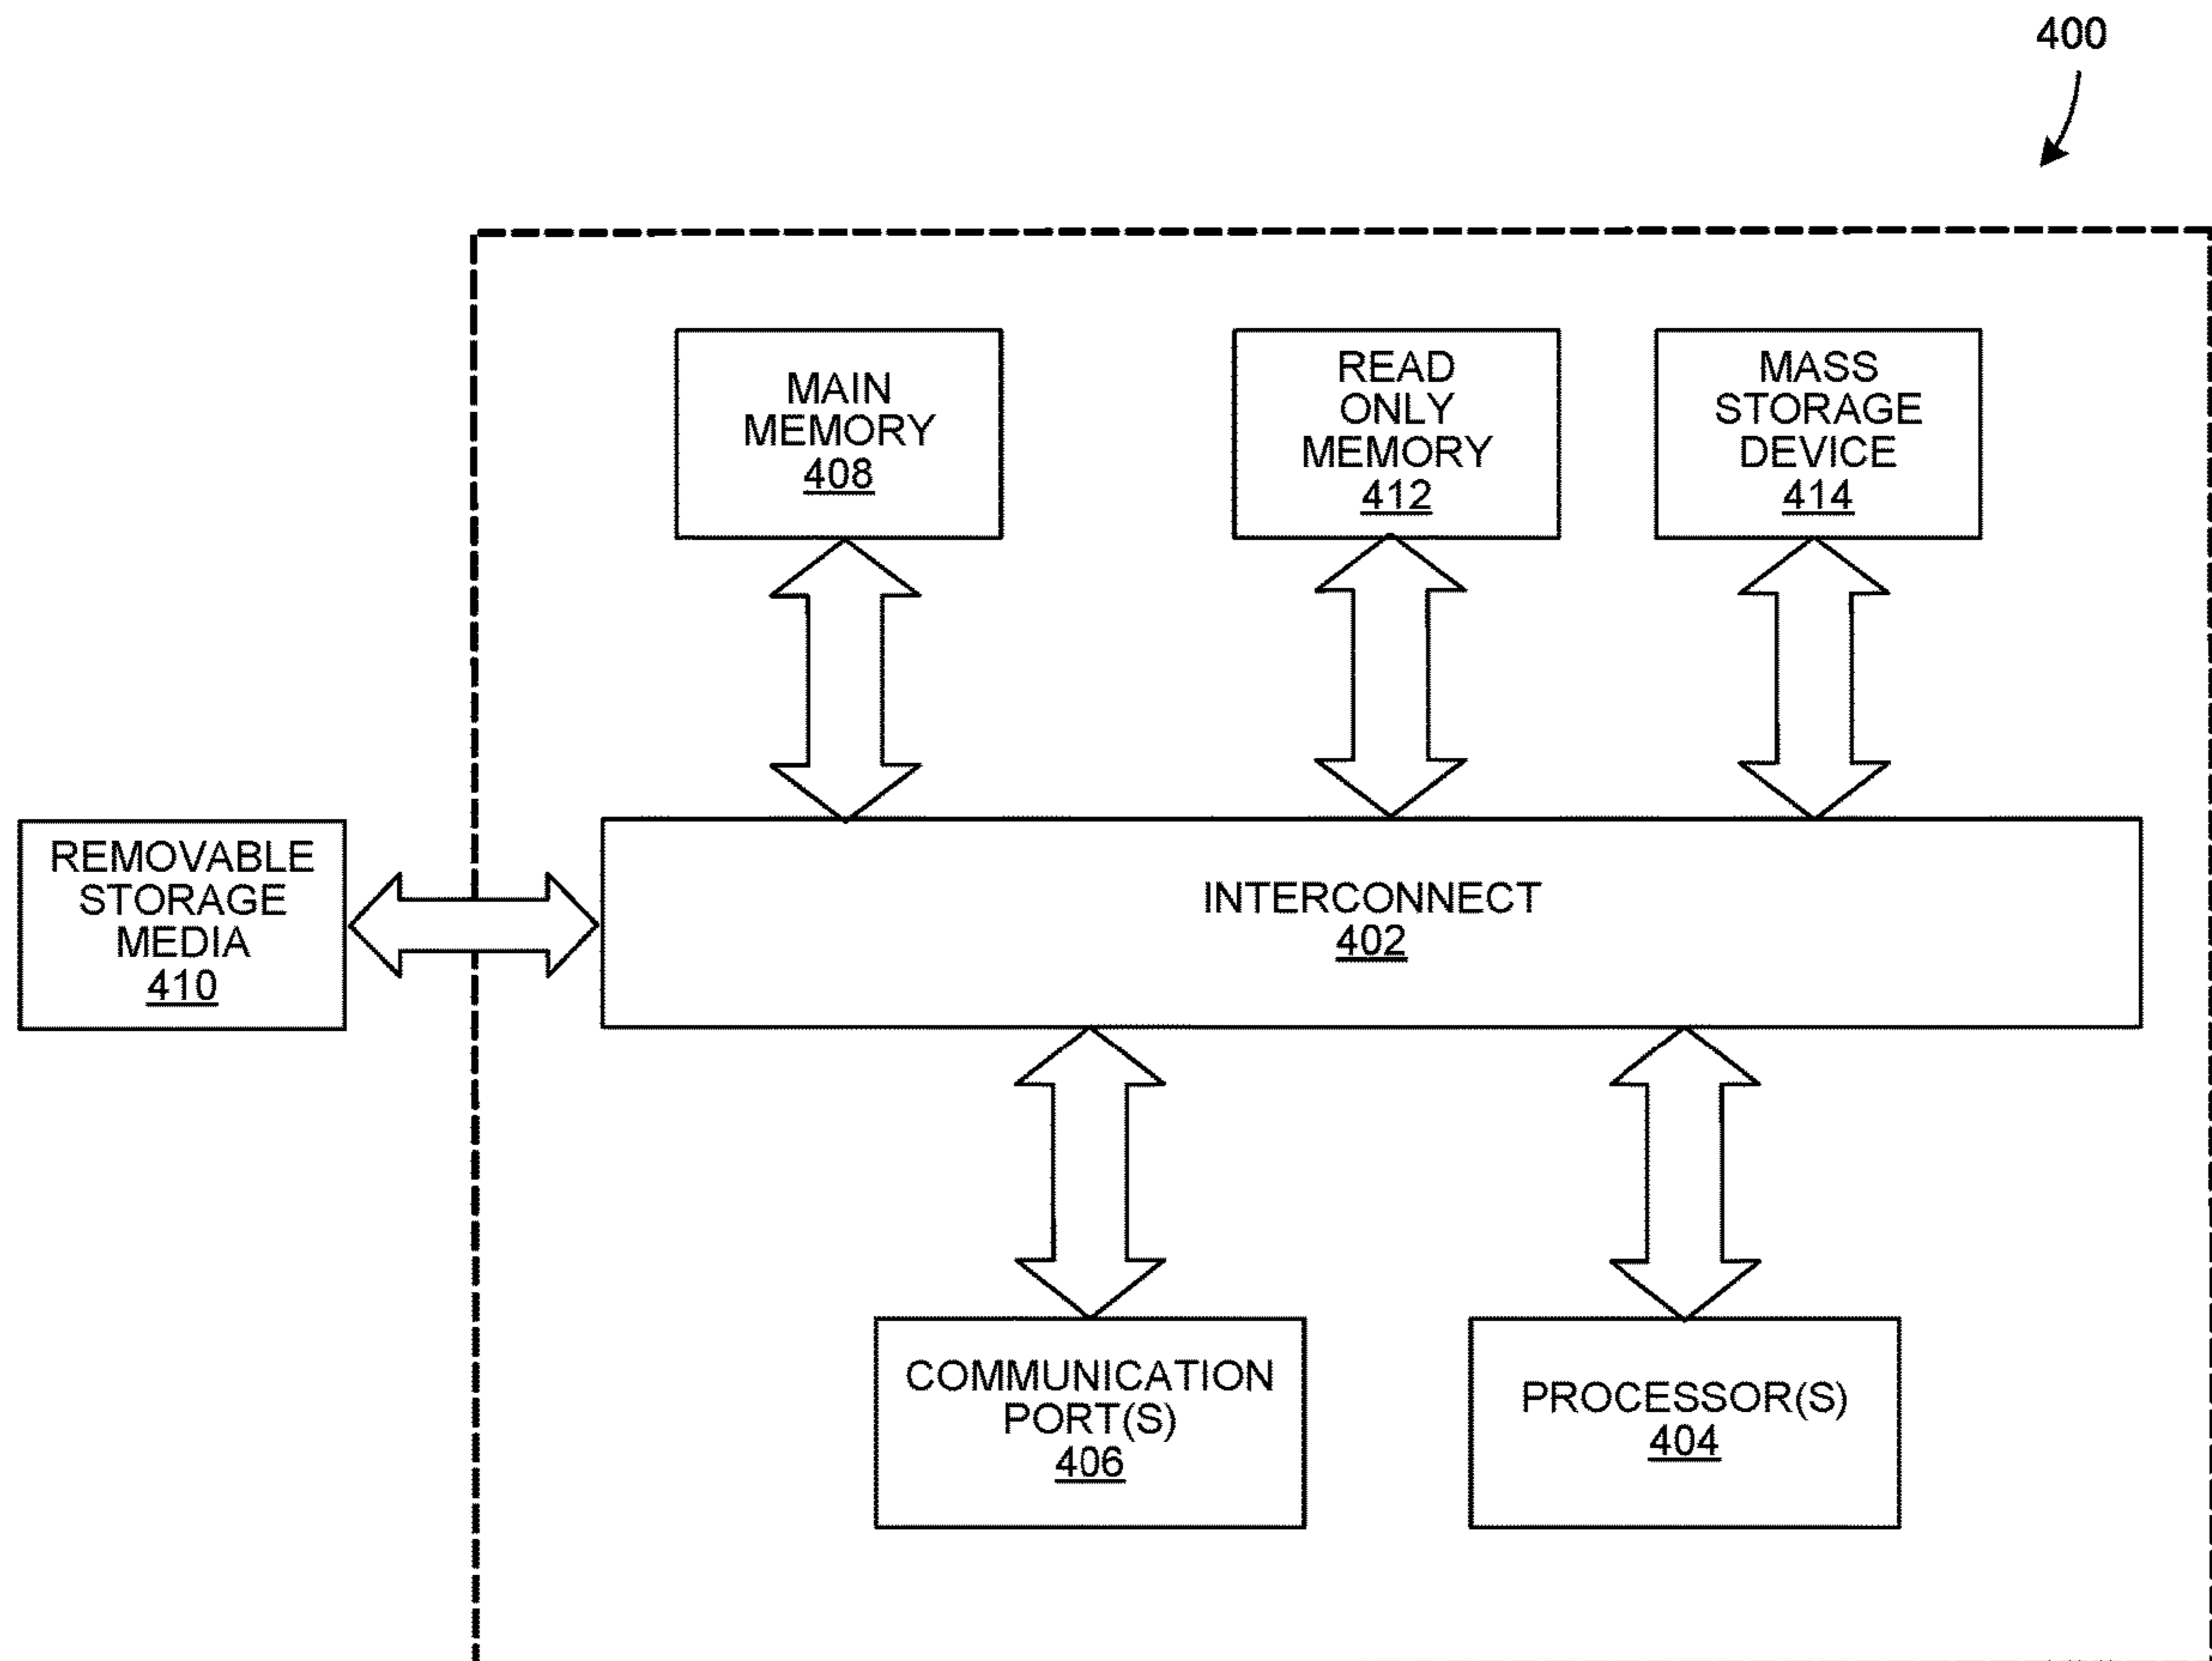 400
MAIN
MEMORY
408
READ
ONLY
MEMORY
412
MASS
STORAGE
DEVICE
414
REMOVABLE
STORAGE
MEDIA
410
INTERCONNECT
402
COMMUNICATION
PORT(S)
406
PROCESSOR(S)
404